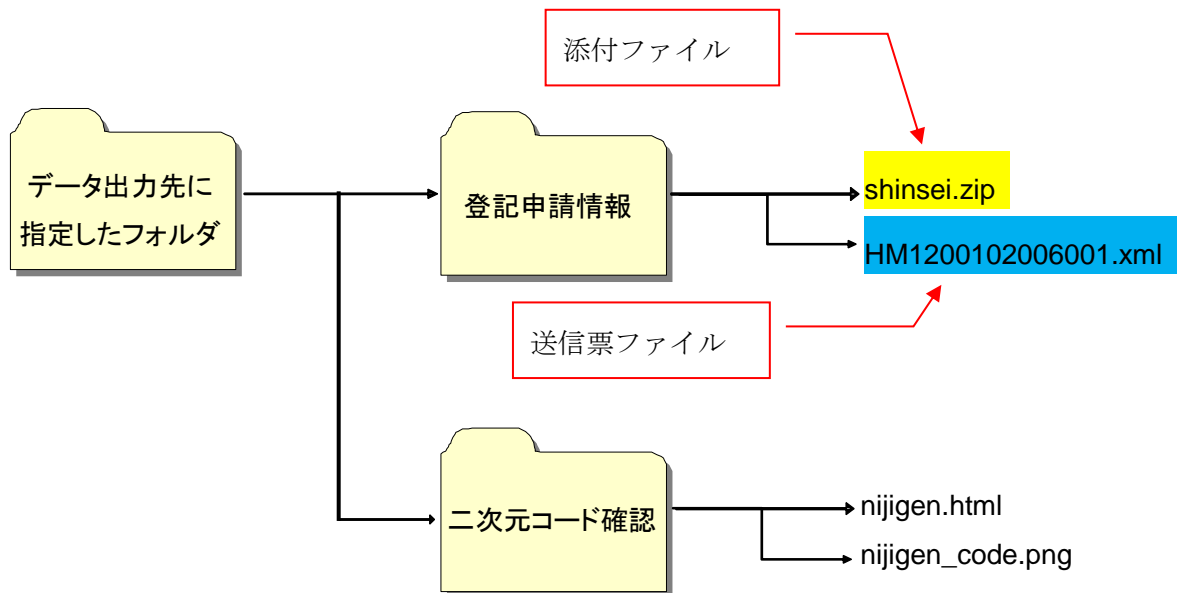 添付ファイル
データ出力先に
指定したフォルダ
登記申請情報
shinsei.zip
HM1200102006001.xml
送信票ファイル
二次元コード確認
nijigen.html
nijigen_code.png